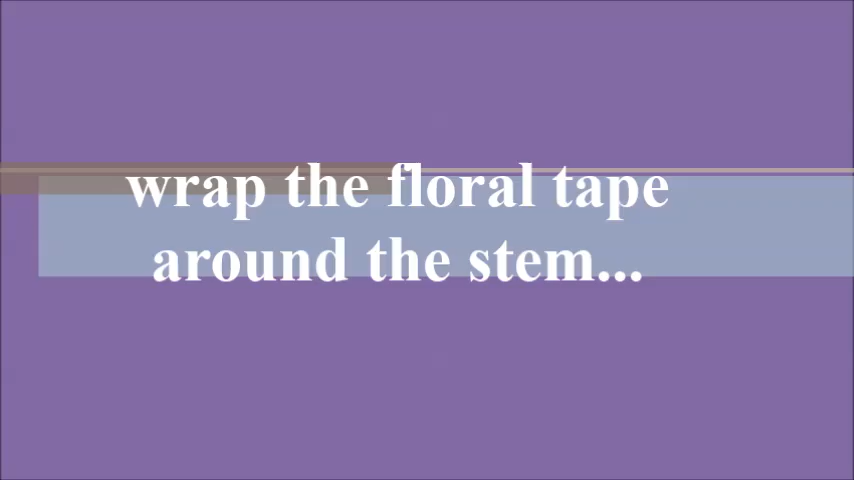 wrap the floral tape
around the stem...